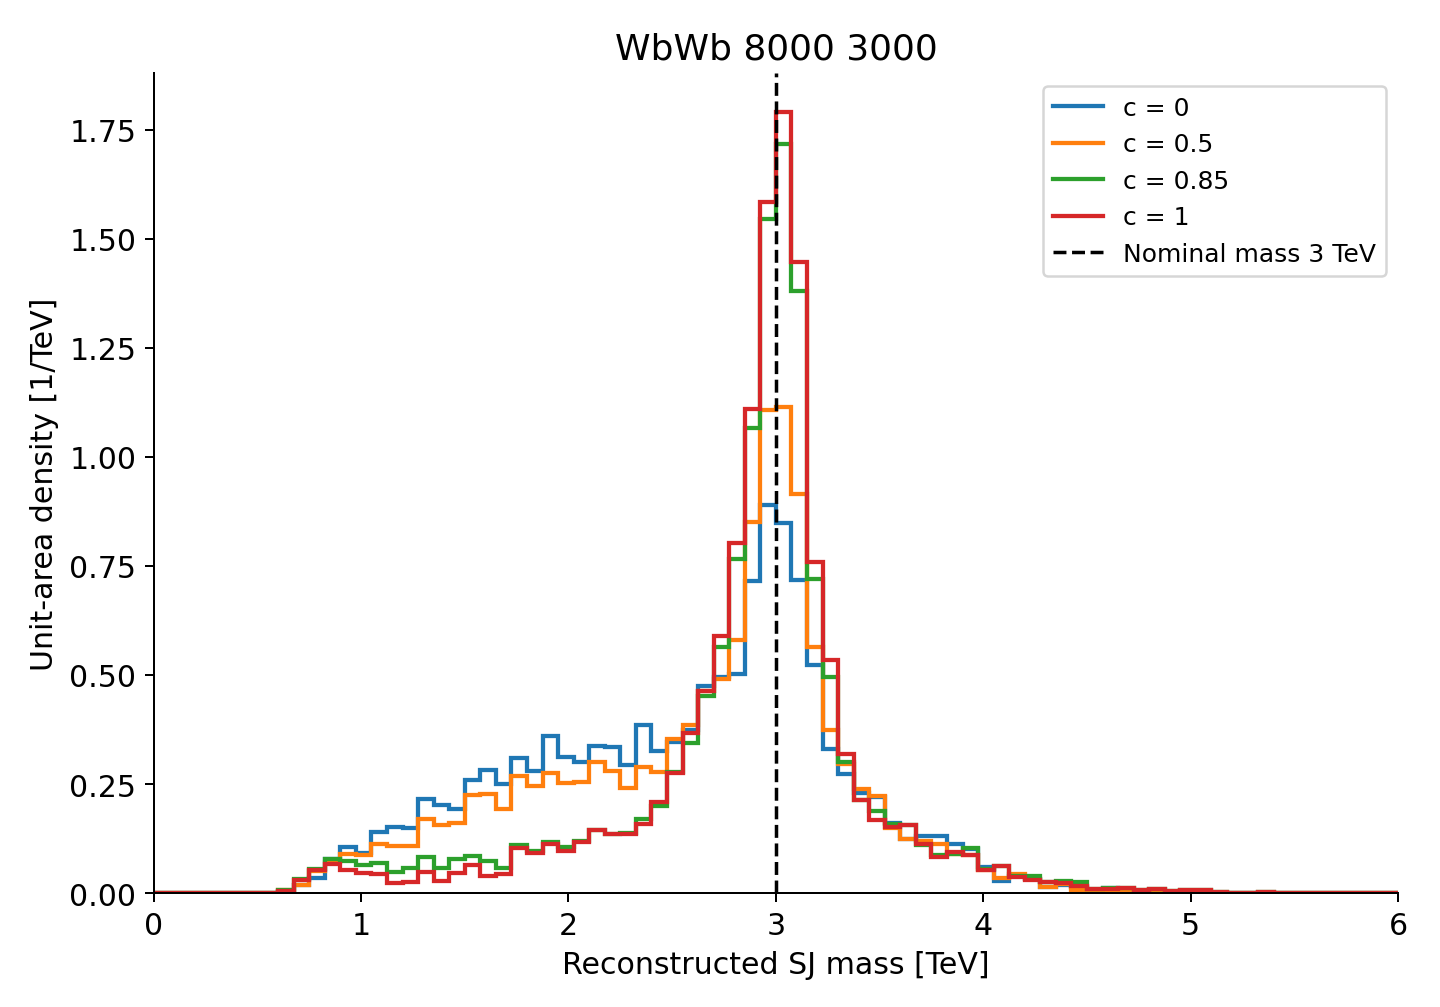 WbWb 8000 3000
c = 0
c = 0.5
c = 0.85
c = 1
Nominal mass 3 TeV
Unit-area density [1/TeV]
1.75
1.50
1.25
1.00
0.75
0.50
0.25
0.00
0 1 2 3 4 5 6
Reconstructed SJ mass [TeV]